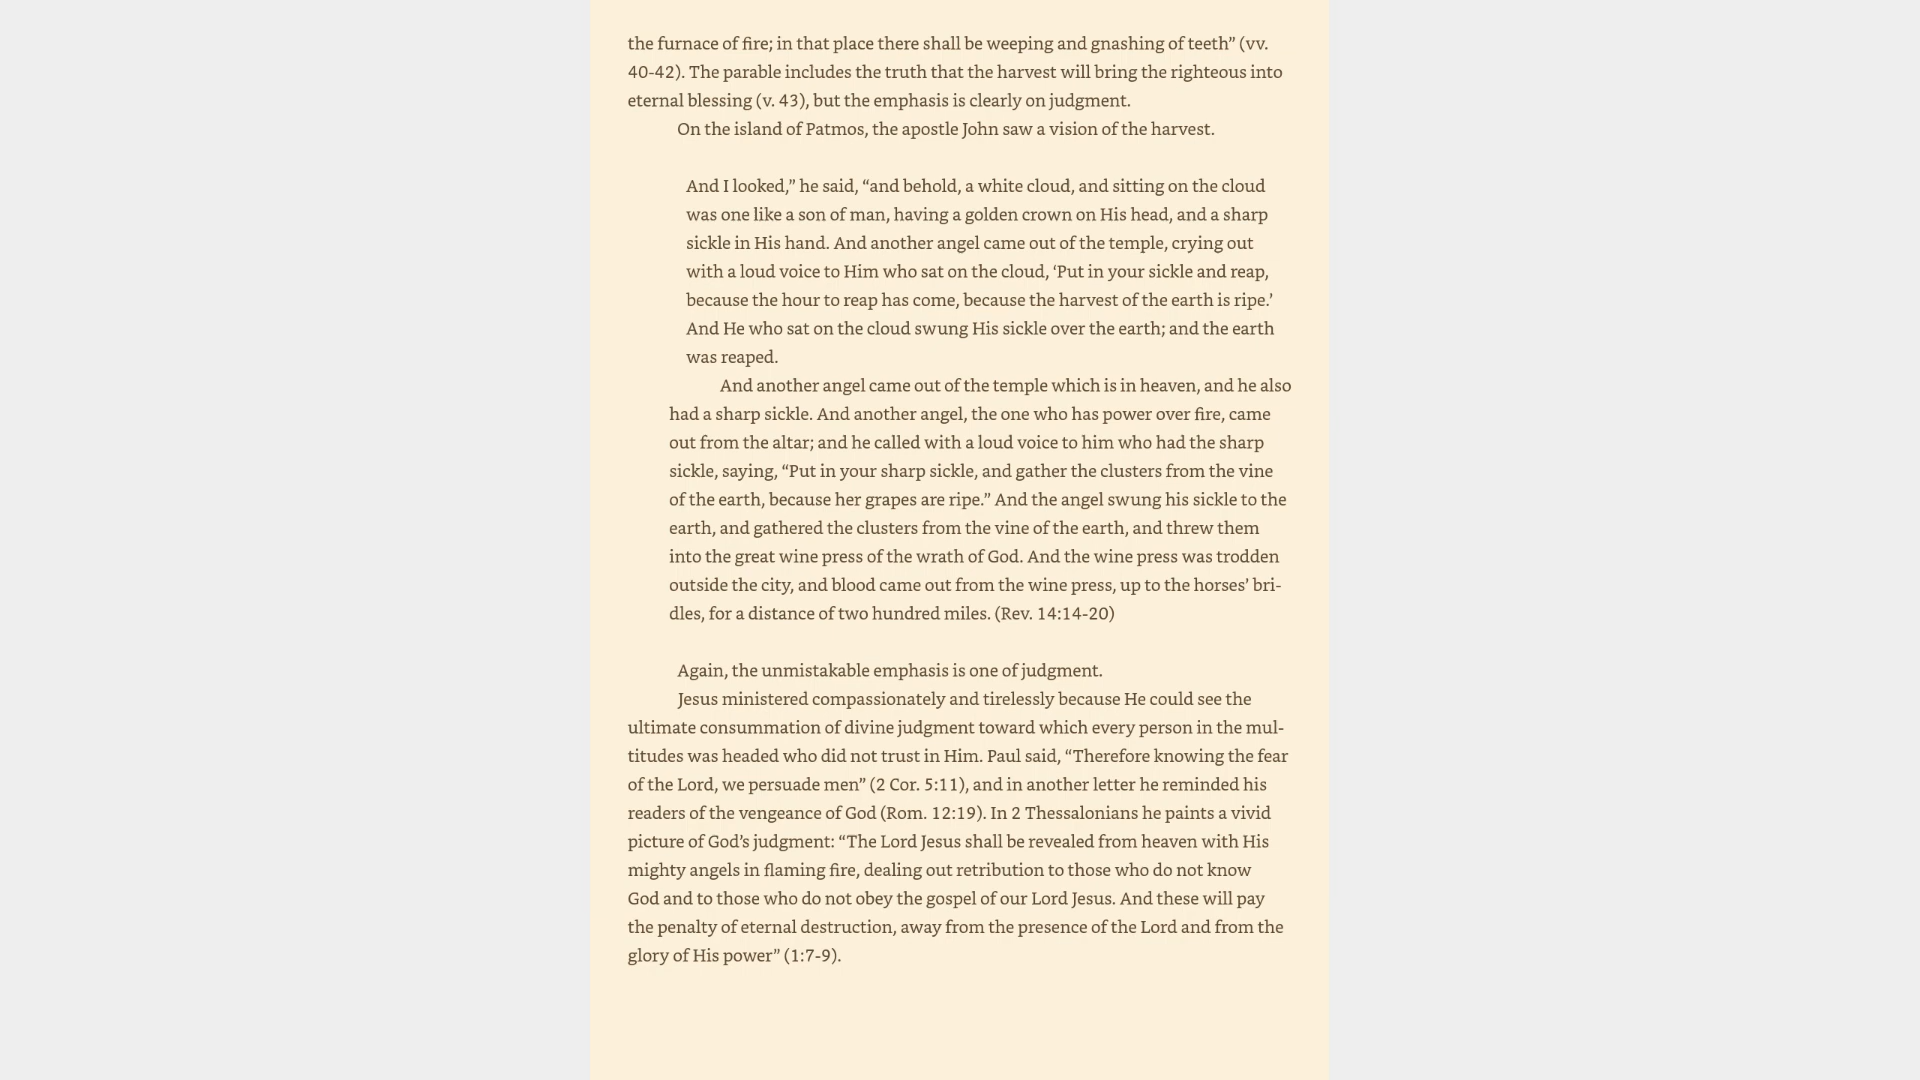 the furnace of fire; in that place there shall be weeping and gnashing of teeth” (vv.
40-42). The parable includes the truth that the harvest will bring the righteous into
eternal blessing (v. 43), but the emphasis is clearly on judgment.
On the island of Patmos, the apostle John saw a vision of the harvest.
And I looked,” he said, “and behold, a white cloud, and sitting on the cloud
was one like a son of man, having a golden crown on His head, and a sharp
sickle in His hand. And another angel came out of the temple, crying out
with a loud voice to Him who sat on the cloud, ‘Put in your sickle and reap,
because the hour to reap has come, because the harvest of the earth is ripe.’
And He who sat on the cloud swung His sickle over the earth; and the earth
was reaped.
And another angel came out of the temple which is in heaven, and he also
had a sharp sickle. And another angel, the one who has power over fire, came
out from the altar; and he called with a loud voice to him who had the sharp
sickle, saying, “Put in your sharp sickle, and gather the clusters from the vine
of the earth, because her grapes are ripe.” And the angel swung his sickle to the
earth, and gathered the clusters from the vine of the earth, and threw them
into the great wine press of the wrath of God. And the wine press was trodden
outside the city, and blood came out from the wine press, up to the horses’ bri-
dles, for a distance of two hundred miles. (Rev. 14:14-20)
Again, the unmistakable emphasis is one of judgment.
Jesus ministered compassionately and tirelessly because He could see the
ultimate consummation of divine judgment toward which every person in the mul-
titudes was headed who did not trust in Him. Paul said, “Therefore knowing the fear
of the Lord, we persuade men” (2 Cor. 5:11), and in another letter he reminded his
readers of the vengeance of God (Rom. 12:19). In 2 Thessalonians he paints a vivid
picture of God’s judgment: “The Lord Jesus shall be revealed from heaven with His
mighty angels in flaming fire, dealing out retribution to those who do not know
God and to those who do not obey the gospel of our Lord Jesus. And these will pay
the penalty of eternal destruction, away from the presence of the Lord and from the
glory of His power” (1:7-9).